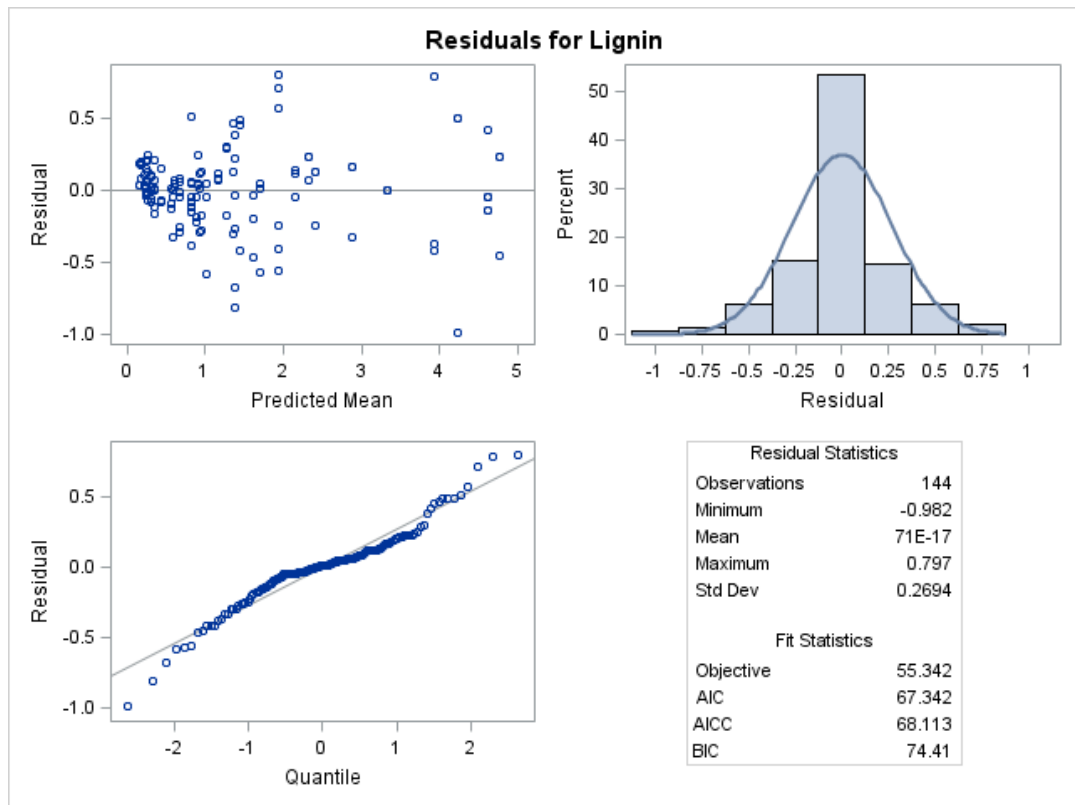 Residuals for Lignin
0.5
0.0
-0.5
-1.0
Residual
0 1 2 3 4 5
Predicted Mean
50
40
30
20
10
0
Percent
-1 -0.75 -0.5 -0.25 0 0.25 0.5 0.75 1
Residual
0.5
0.0
-0.5
-1.0
Residual
-2 -1 0 1 2
Quantile
Residual Statistics
Observations 144
Minimum -0.982
Mean 71E-17
Maximum 0.797
Std Dev 0.2694
Fit Statistics
Objective 55.342
AIC 67.342
AICC 68.113
BIC 74.41